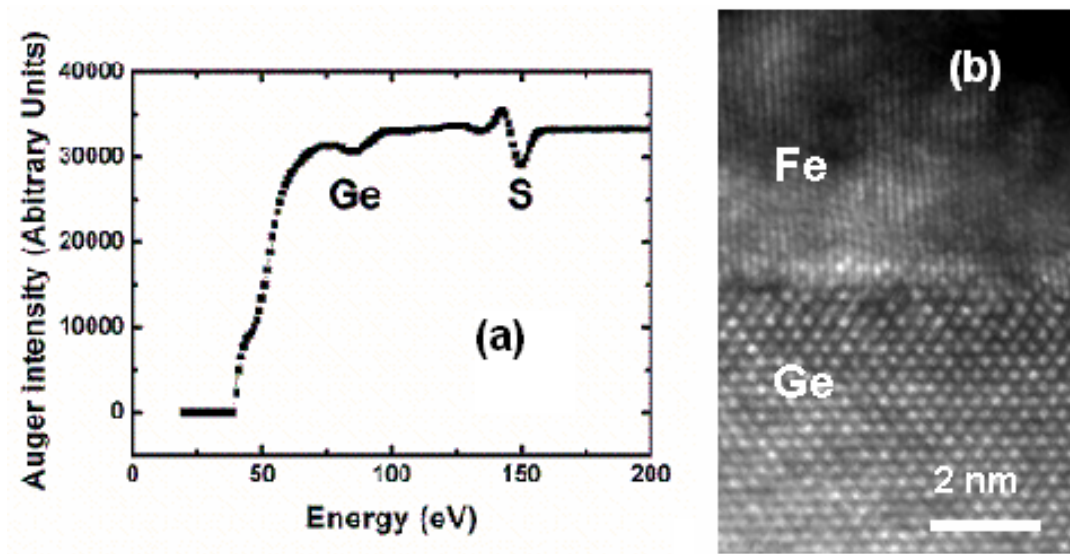 Auger intensity (Abitrary Units)
40000
30000
20000
10000
0
0 50 100 150 200
Energy (eV)
Ge
S
(a)
(b)
Fe
Ge
2 nm